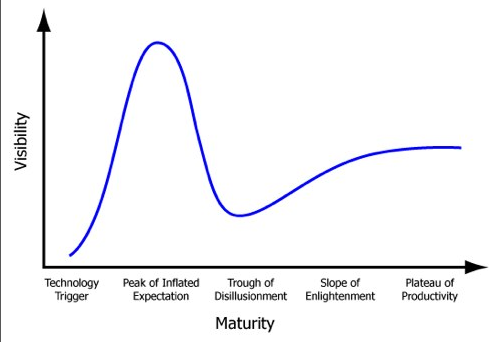 Visibility
Technology
Trigger
Peak of Inflated
Expectation
Trough of
Disillusionment
Slope of
Enlightenment
Plateau of
Productivity
Maturity